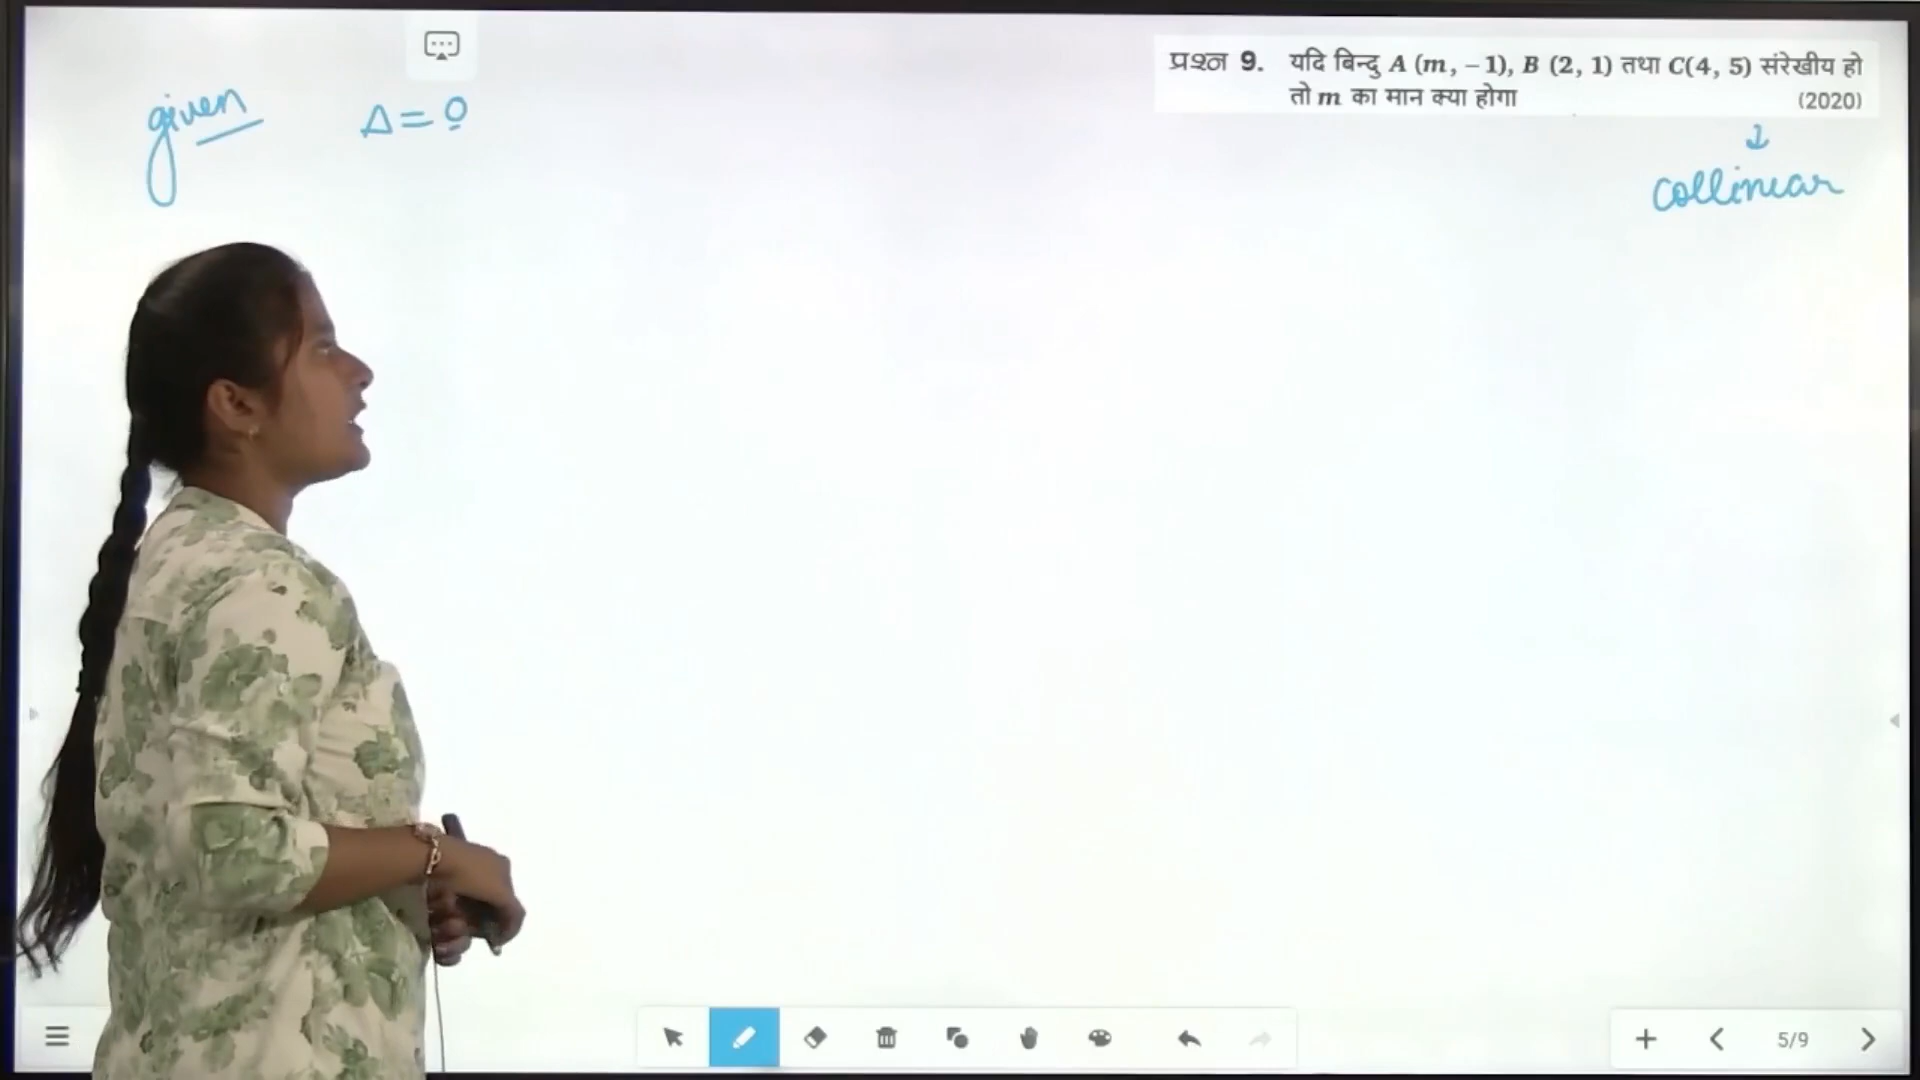 given Δ = 0
प्रश्न 9. यदि बिन्दु A (m, – 1), B (2, 1) तथा C(4, 5) संरेखीय हो
तो m का मान क्या होगा (2020)
↓
collinear
5/9